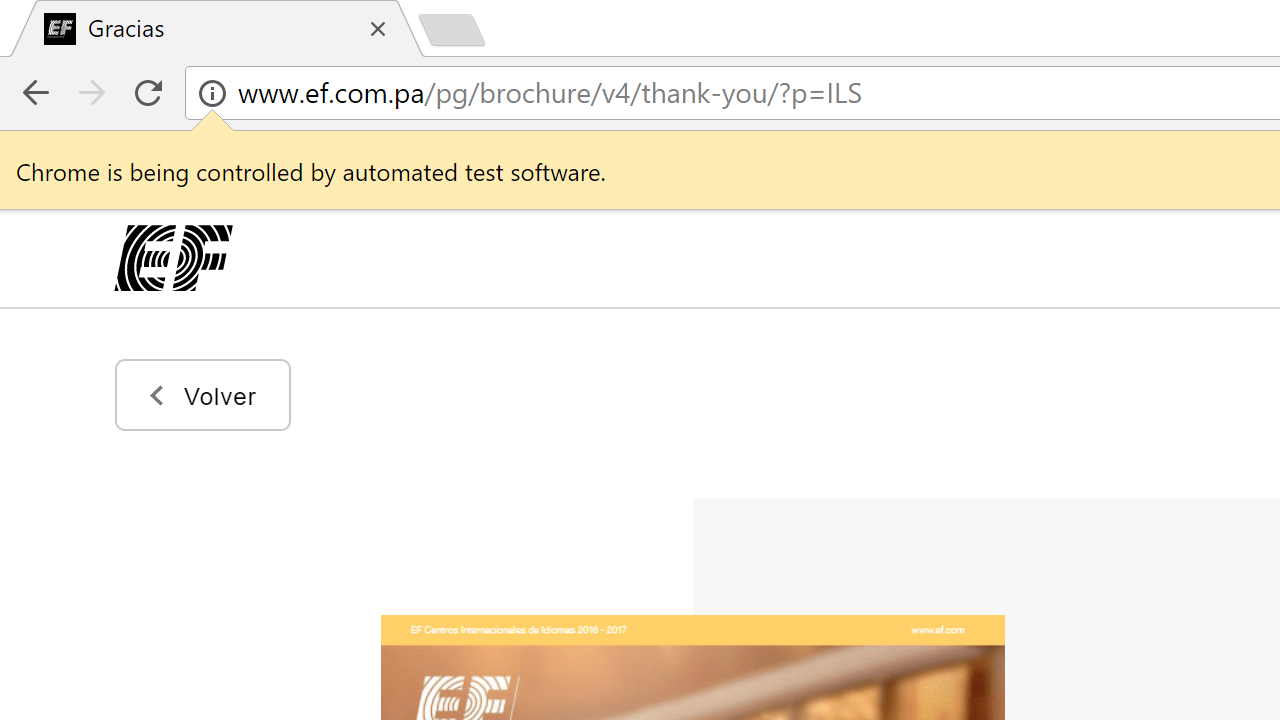 EF Gracias
www.ef.com.pa/pg/brochure/v4/thank-you/?p=ILS
Chrome is being controlled by automated test software.
EF
Volver
EF Centros Internacionales de Idiomas 2016 - 2017 www.ef.com
EF